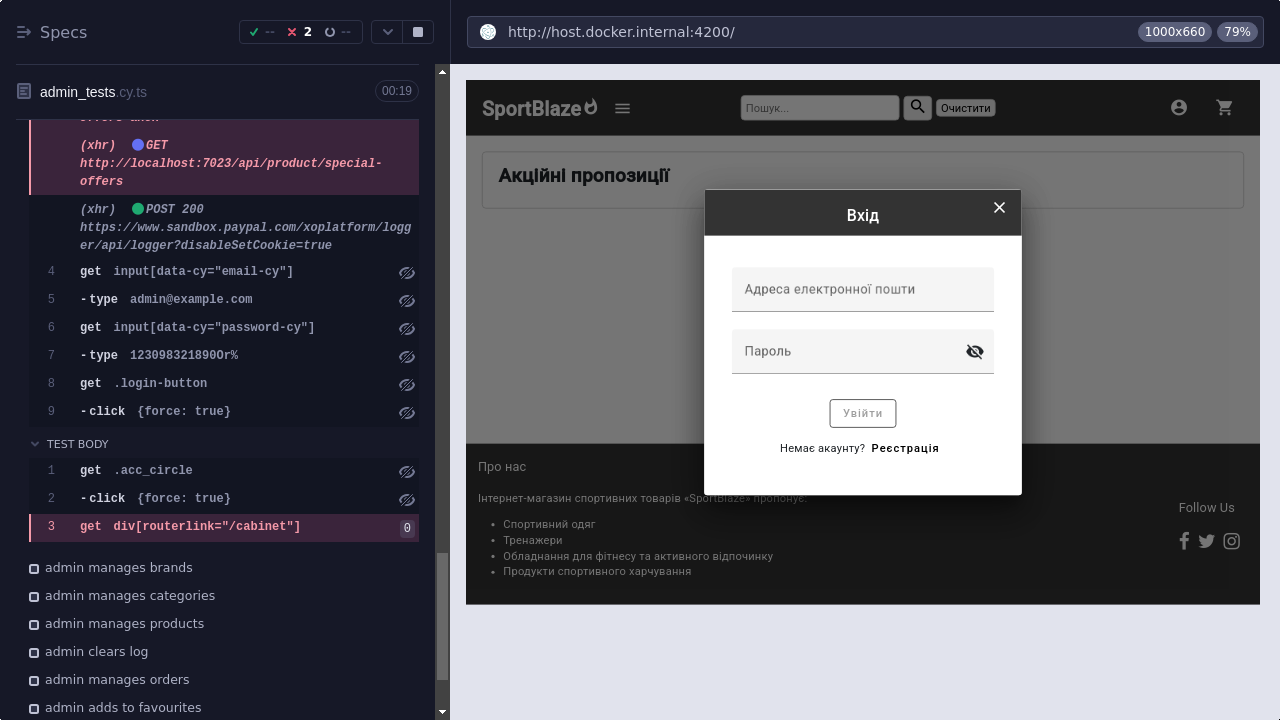 Specs
--
2
--
http://host.docker.internal:4200/
1000x660
79%
admin_tests.cy.ts
00:19
(xhr) GET
http://localhost:7023/api/product/special-
offers
(xhr) POST 200
https://www.sandbox.paypal.com/xoplatform/logg
er/api/logger?disableSetCookie=true
4 get input[data-cy="email-cy"]
5 -type admin@example.com
6 get input[data-cy="password-cy"]
7 -type 1230983218900r%
8 get .login-button
9 -click {force: true}
TEST BODY
1 get .acc_circle
2 -click {force: true}
3 get div[routerlink="/cabinet"] 0
admin manages brands
admin manages categories
admin manages products
admin clears log
admin manages orders
admin adds to favourites
SportBlaze
Пошук...
Очистити
Акційні пропозиції
Вхід
Адреса електронної пошти
Пароль
Увійти
Немає акаунту? Реєстрація
Про нас
Інтернет-магазин спортивних товарів «SportBlaze» пропонує:
Спортивний одяг
Тренажери
Обладнання для фітнесу та активного відпочинку
Продукти спортивного харчування
Follow Us